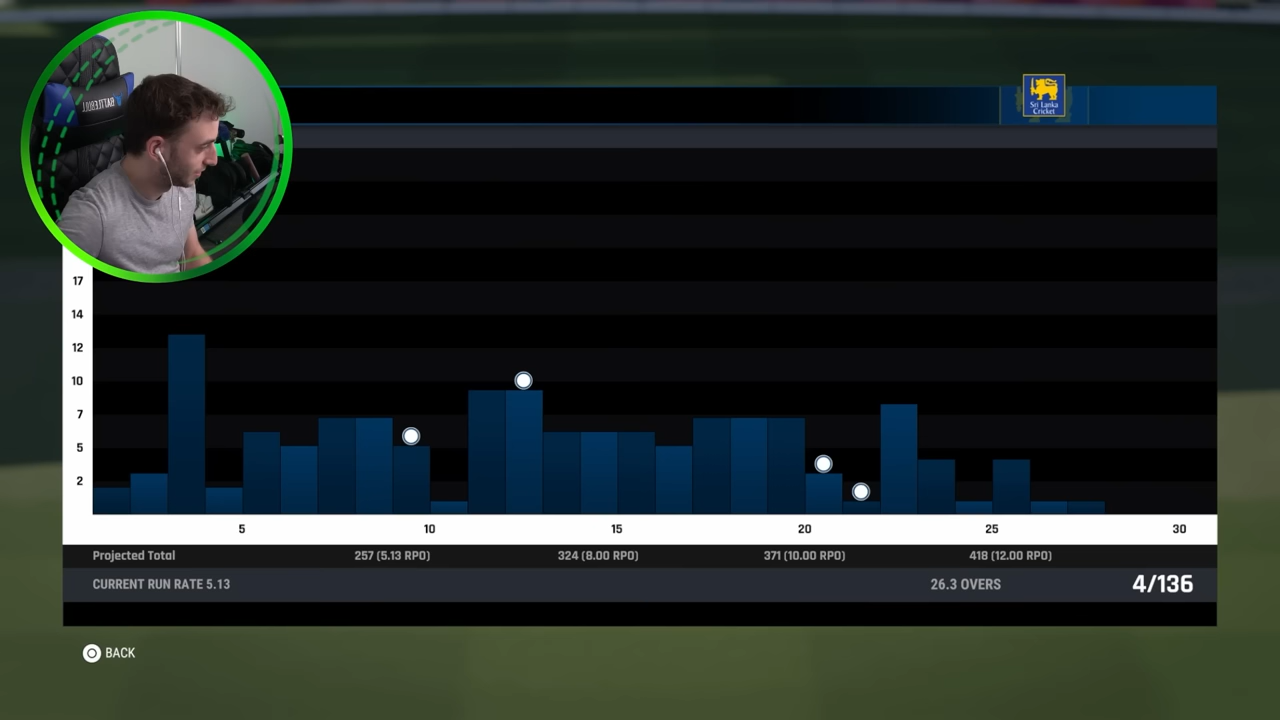 Sri Lanka
Cricket
17
14
12
10
7
5
2
5 10 15 20 25 30
Projected Total 257 (5.13 RPO) 324 (8.00 RPO) 371 (10.00 RPO) 418 (12.00 RPO)
CURRENT RUN RATE 5.13 26.3 OVERS 4/136
BACK